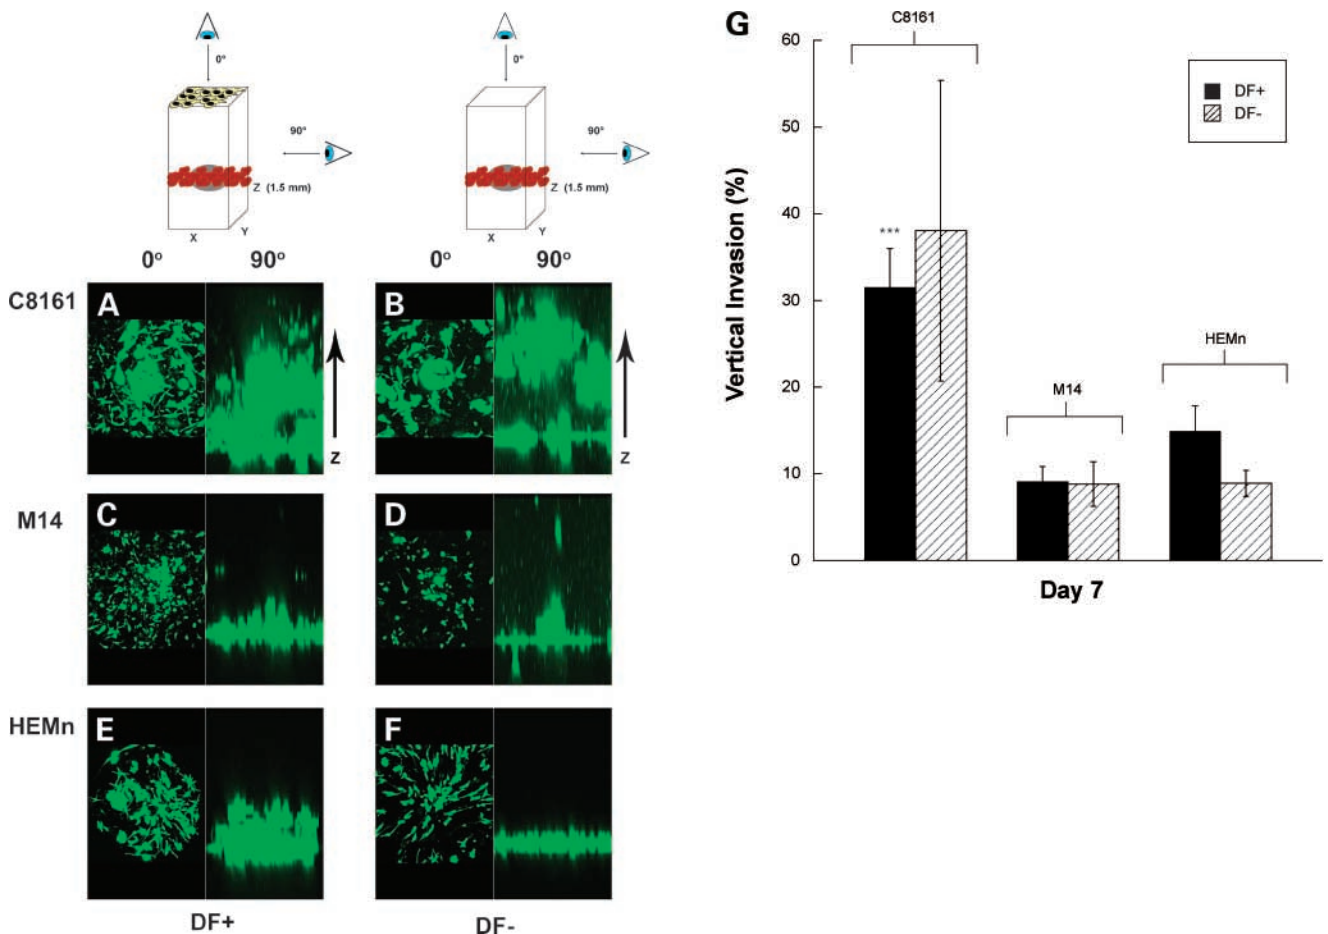 0°
0°
90°
90°
Z (1.5 mm)
Z (1.5 mm)
X
Y
X
Y
0°
90°
0°
90°
C8161
A
B
Z
Z
M14
C
D
HEMn
E
F
DF+
DF-
G
C8161
60
DF+
DF-
50
Vertical Invasion (%)
40
***
30
HEMn
20
M14
10
0
Day 7